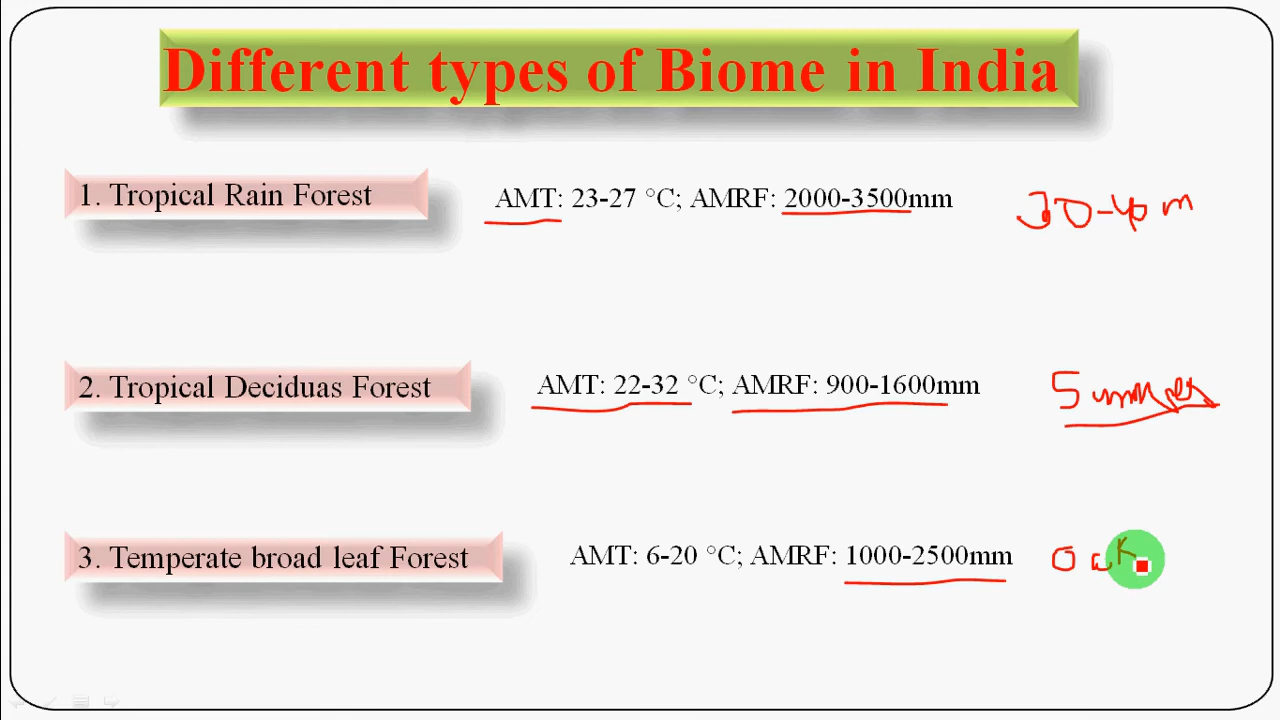 Different types of Biome in India
1. Tropical Rain Forest AMT: 23-27 °C; AMRF: 2000-3500mm 30-40 m
2. Tropical Deciduas Forest AMT: 22-32 °C; AMRF: 900-1600mm
3. Temperate broad leaf Forest AMT: 6-20 °C; AMRF: 1000-2500mm Oak